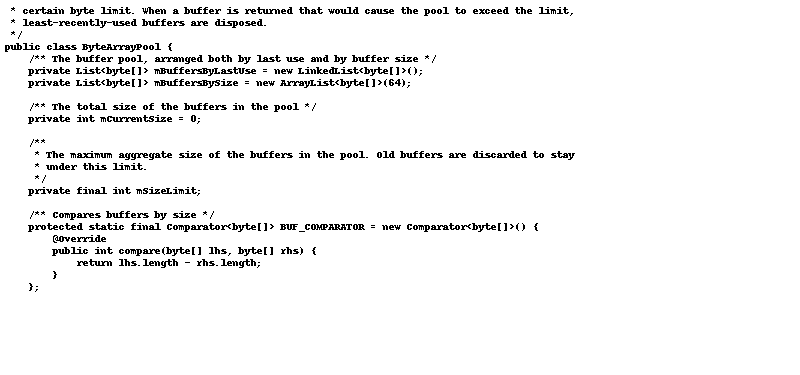 * certain byte limit. When a buffer is returned that would cause the pool to exceed the limit,
 * least-recently-used buffers are disposed.
 */
public class ByteArrayPool {
    /** The buffer pool, arranged both by last use and by buffer size */
    private List<byte[]> mBuffersByLastUse = new LinkedList<byte[]>();
    private List<byte[]> mBuffersBySize = new ArrayList<byte[]>(64);

    /** The total size of the buffers in the pool */
    private int mCurrentSize = 0;

    /**
     * The maximum aggregate size of the buffers in the pool. Old buffers are discarded to stay
     * under this limit.
     */
    private final int mSizeLimit;

    /** Compares buffers by size */
    protected static final Comparator<byte[]> BUF_COMPARATOR = new Comparator<byte[]>() {
        @Override
        public int compare(byte[] lhs, byte[] rhs) {
            return lhs.length - rhs.length;
        }
    };